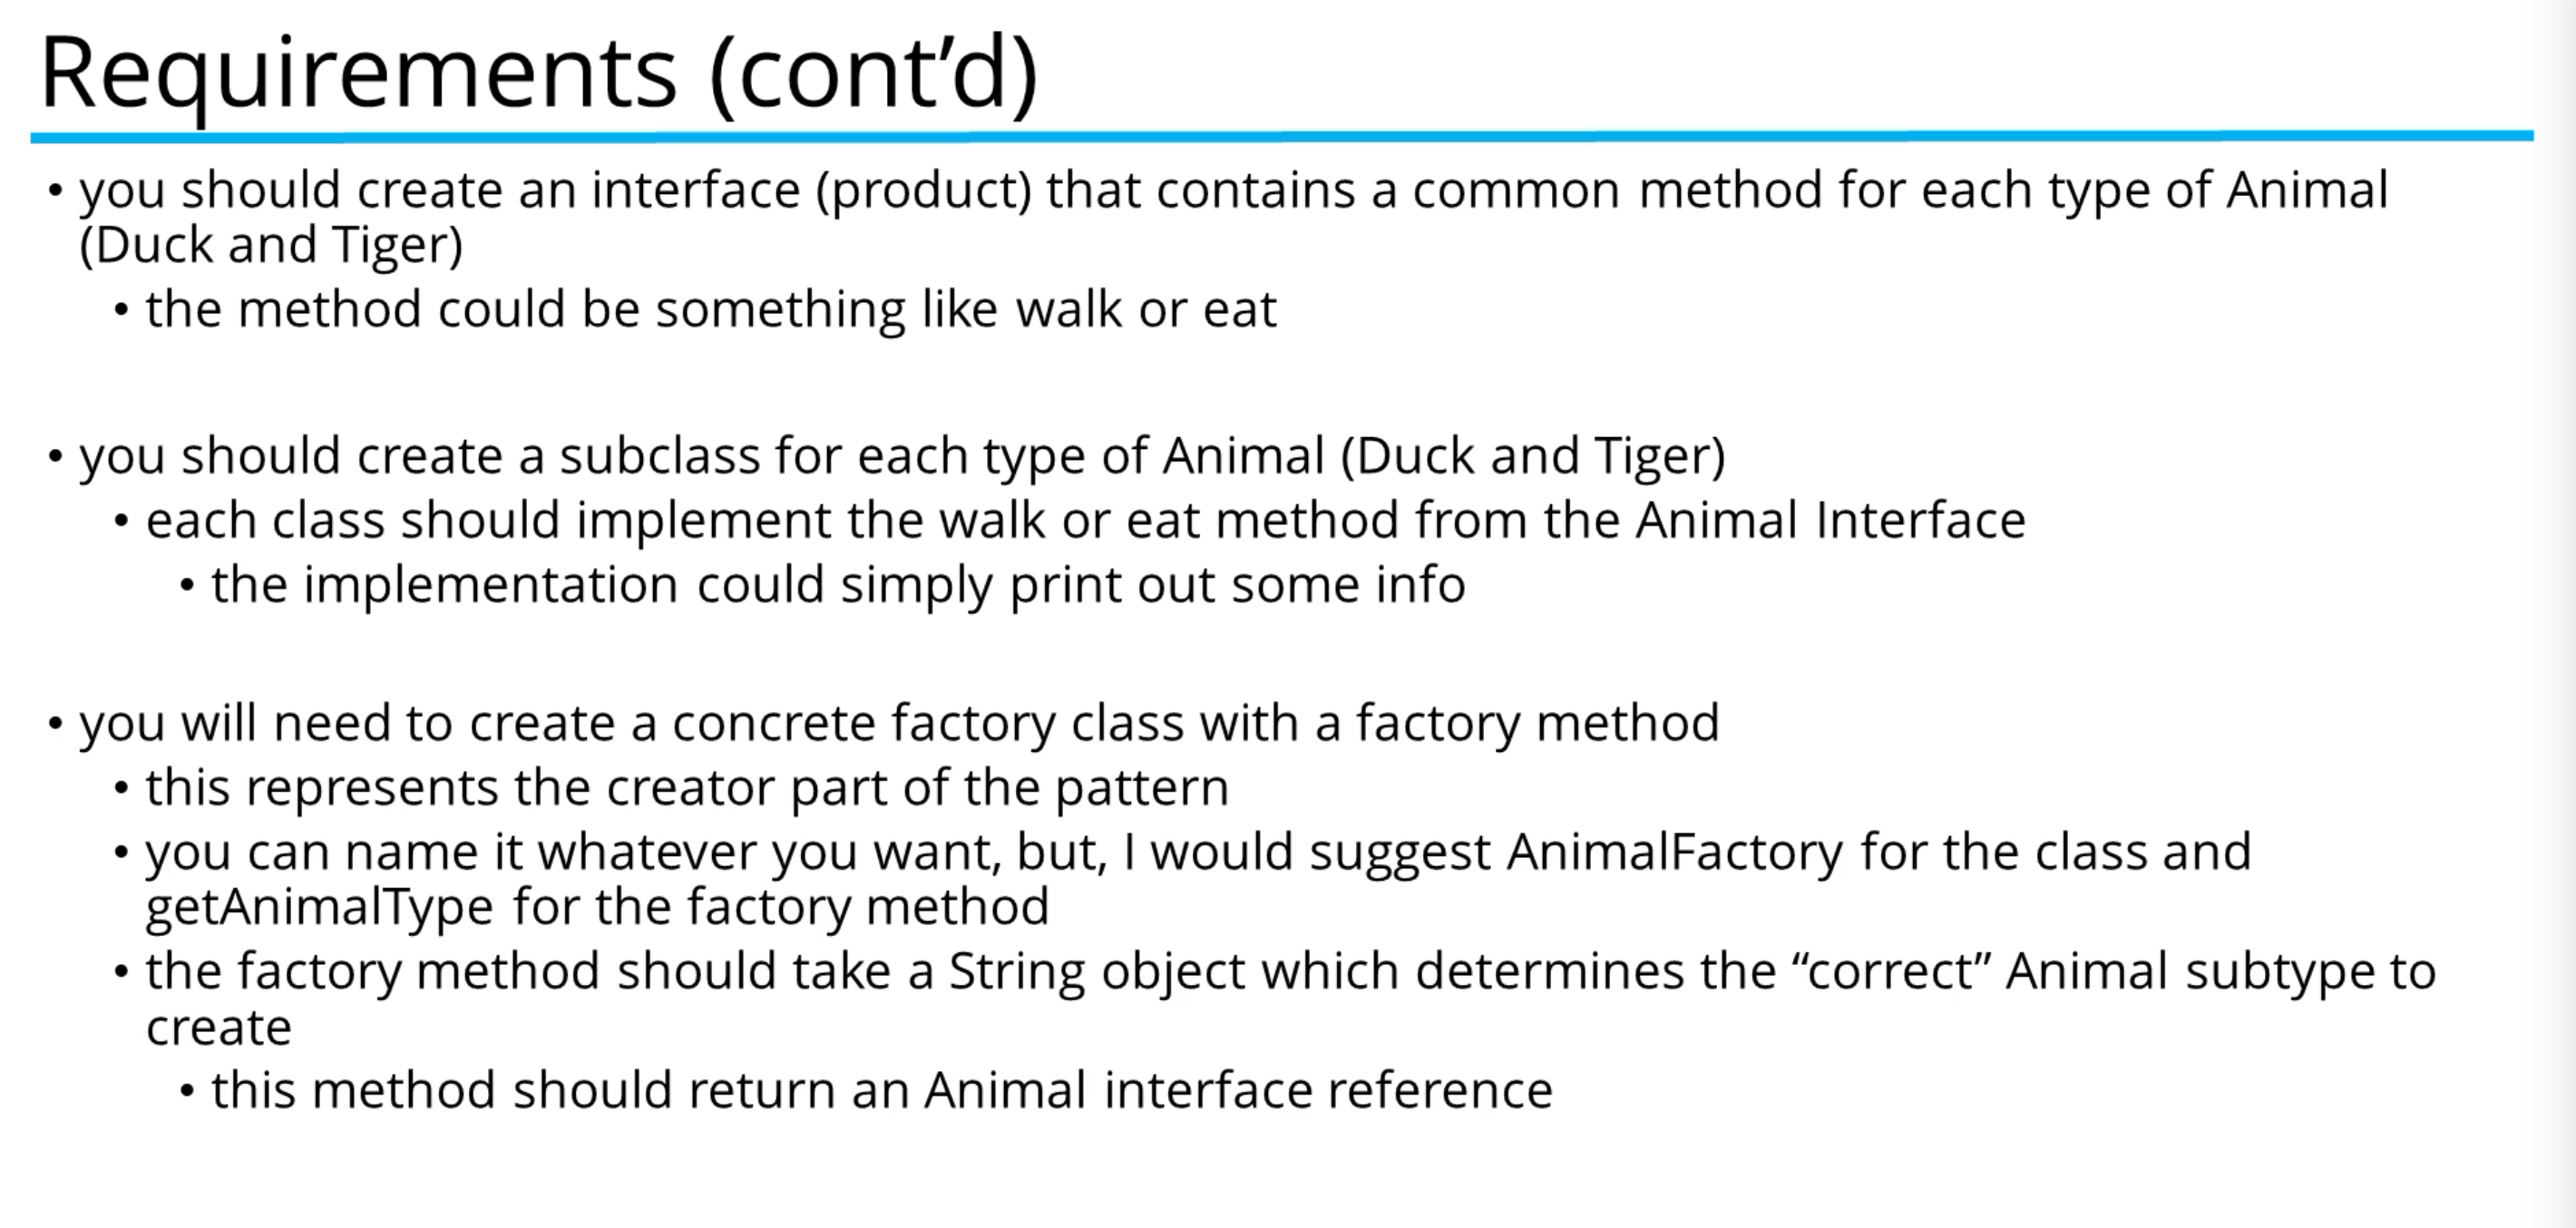 Requirements (cont’d)
• you should create an interface (product) that contains a common method for each type of Animal
(Duck and Tiger)
• the method could be something like walk or eat
• you should create a subclass for each type of Animal (Duck and Tiger)
• each class should implement the walk or eat method from the Animal Interface
• the implementation could simply print out some info
• you will need to create a concrete factory class with a factory method
• this represents the creator part of the pattern
• you can name it whatever you want, but, I would suggest AnimalFactory for the class and
getAnimalType for the factory method
• the factory method should take a String object which determines the “correct” Animal subtype to
create
• this method should return an Animal interface reference